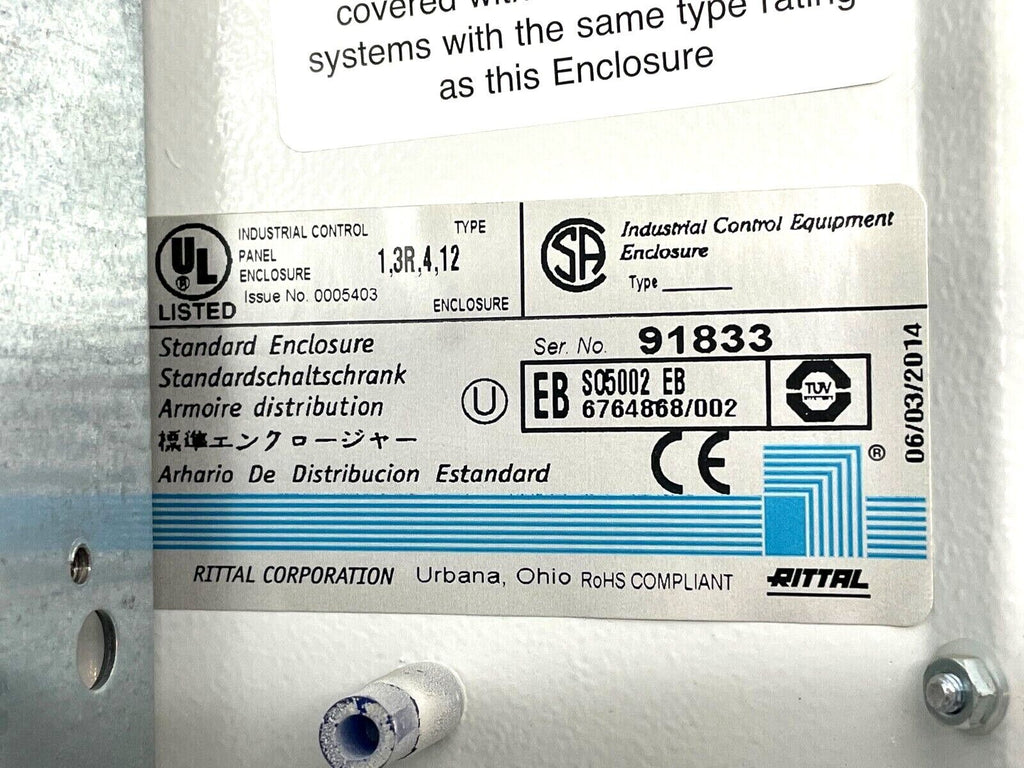 covered with
systems with the same type rating
as this Enclosure
UL
®
LISTED
INDUSTRIAL CONTROL
PANEL
ENCLOSURE
Issue No. 0005403
TYPE
1,3R,4,12
ENCLOSURE
SA
Industrial Control Equipment
Enclosure
Type
Standard Enclosure
Standardschaltschrank
Armoire distribution
標準エンクロージャー
Arhario De Distribucion Estandard
U
Ser. No. 91833
EB SC5002 EB
6764868/002
TUV
CE
®
06/03/2014
RITTAL CORPORATION Urbana, Ohio RoHS COMPLIANT
RITTAL